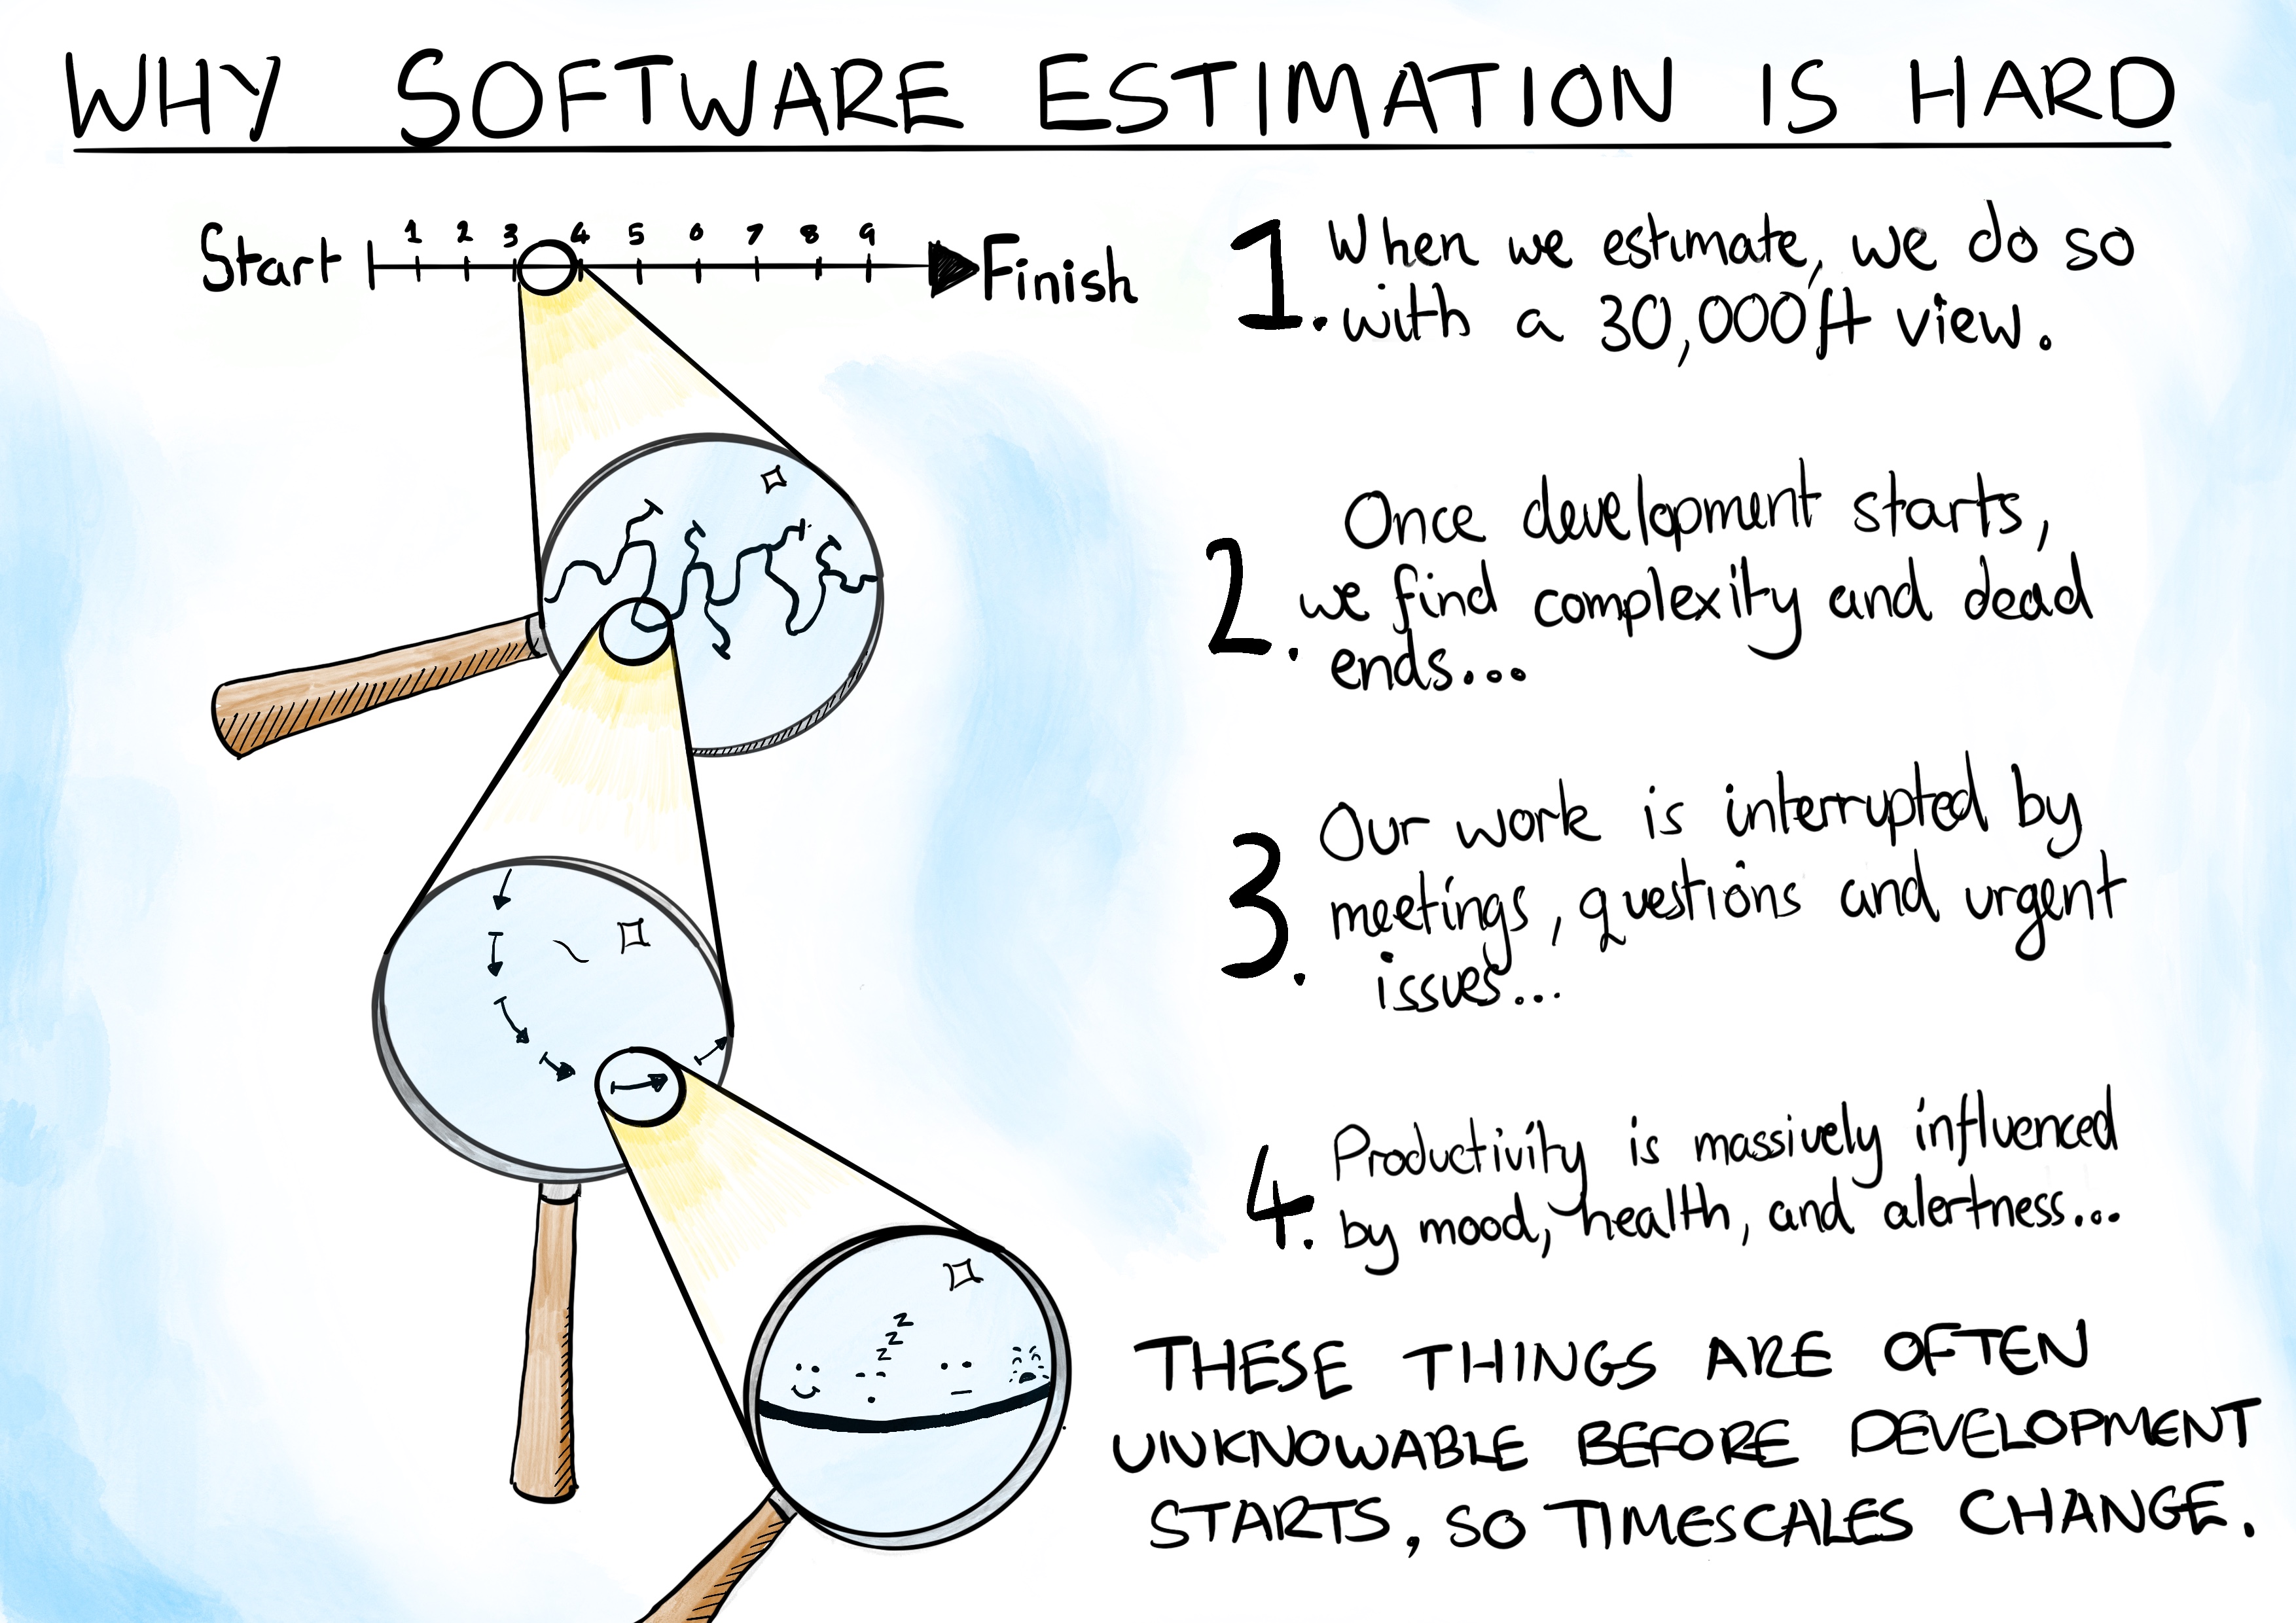 WHY SOFTWARE ESTIMATION IS HARD
Start 1 2 3 4 5 6 7 8 9 Finish
1. When we estimate, we do so
with a 30,000ft view.
2. Once development starts,
we find complexity and dead
ends...
3. Our work is interrupted by
meetings, questions and urgent
issues...
4. Productivity is massively influenced
by mood, health, and alertness...
z
z
z
THESE THINGS ARE OFTEN
UNKNOWABLE BEFORE DEVELOPMENT
STARTS, SO TIMESCALES CHANGE.